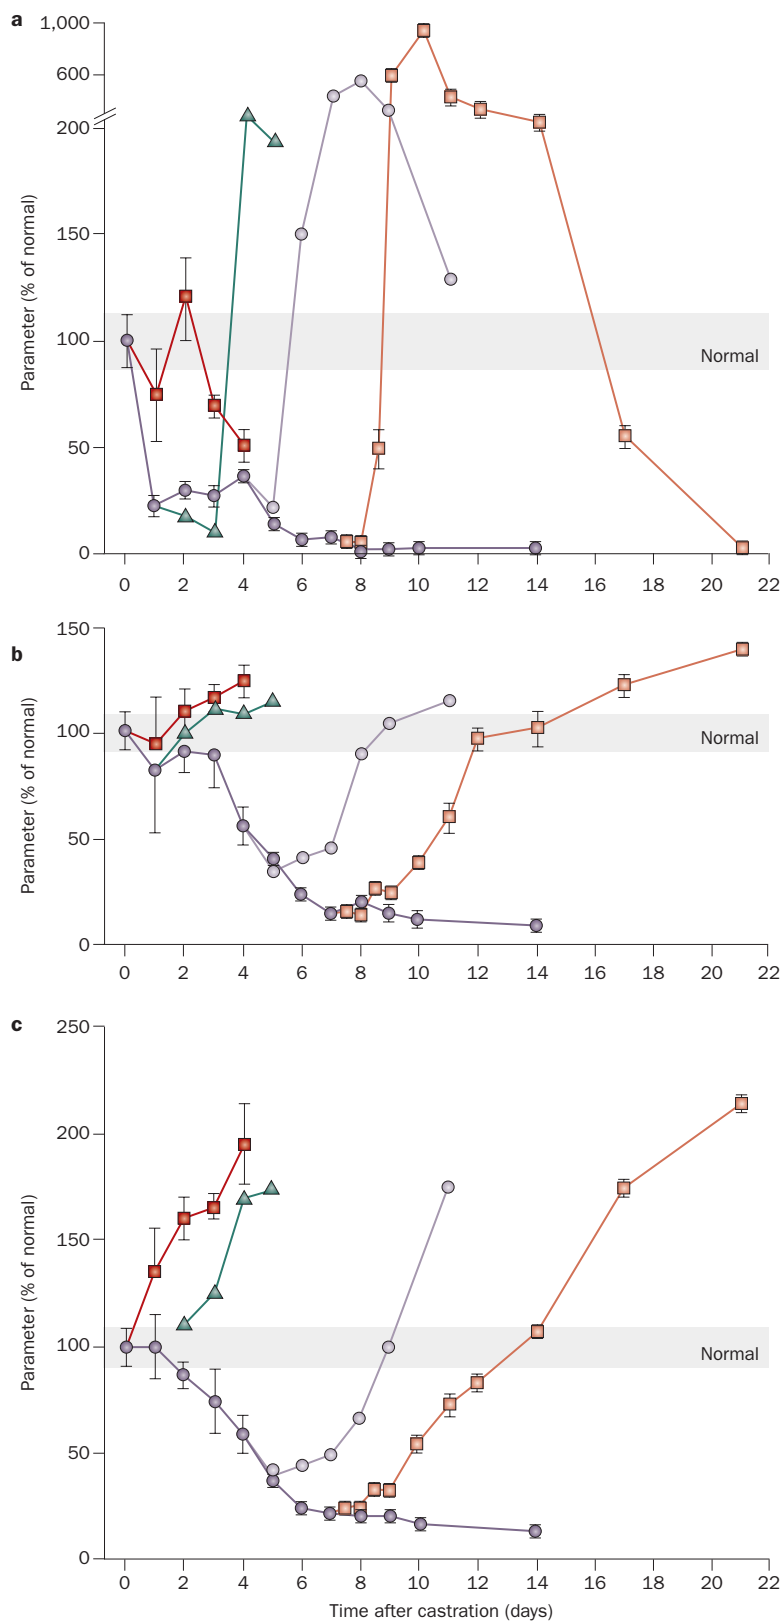 a
1,000
600
200
150
100
50
0
Parameter (% of normal)
Normal
0 2 4 6 8 10 12 14 16 18 20 22
b
150
100
50
0
Parameter (% of normal)
Normal
0 2 4 6 8 10 12 14 16 18 20 22
c
250
200
150
100
50
0
Parameter (% of normal)
Normal
0 2 4 6 8 10 12 14 16 18 20 22
Time after castration (days)